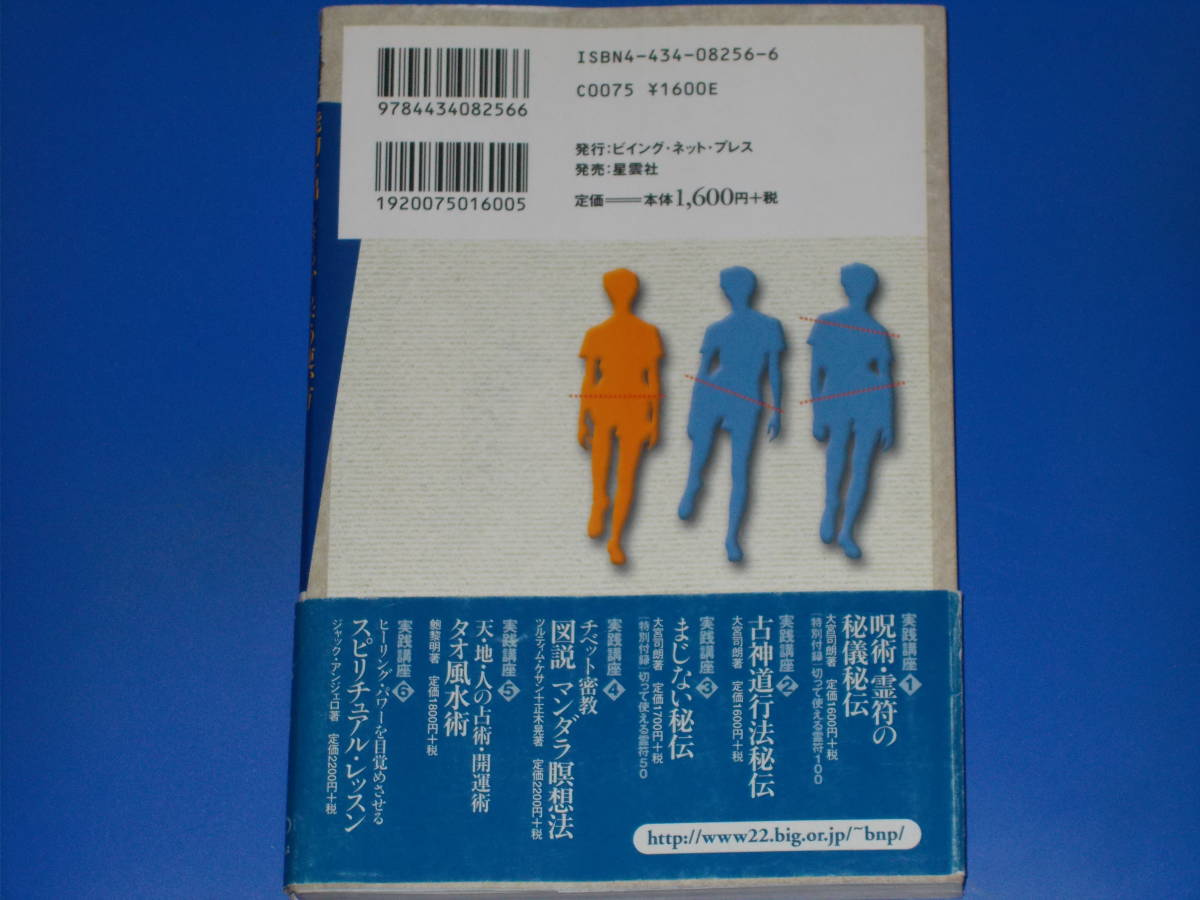 ISBN4-434-08256-6
C0075 ¥1600E
9784434082566
発行：ビイング・ネット・プレス
発売：星雲社
1920075016005
定価――本体1,600円＋税
実践講座❶
呪術・霊符の
秘儀秘伝
大宮司朗著 定価1600円＋税
「特別付録 切って使える霊符100
実践講座❷
古神道行法秘伝
大宮司朗著 定価1600円＋税
実践講座❸
まじない秘伝
大宮司朗著 定価1700円＋税
「特別付録 切って使える霊符50
実践講座❹
チベット密教
図説 マンダラ瞑想法
ツルティム・ケサン＋正木晃著 定価2200円＋税
実践講座❺
天・地・人の占術・開運術
タオ風水術
鮑黎明著 定価1800円＋税
実践講座❻
ヒーリング・パワーを目覚めさせる
スピリチュアル・レッスン
ジャック・アンジェロ著 定価2200円＋税
http://www22.big.or.jp/~bnp/